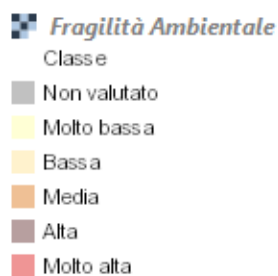 Fragilità Ambientale
Classe
Non valutato
Molto bassa
Bassa
Media
Alta
Molto alta